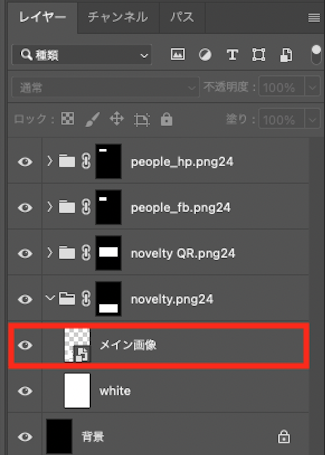 レイヤー チャンネル パス
種類 T
通常 不透明度： 100%
ロック： 塗り： 100%
people_hp.png24
people_fb.png24
novelty QR.png24
novelty.png24
メイン画像
white
背景